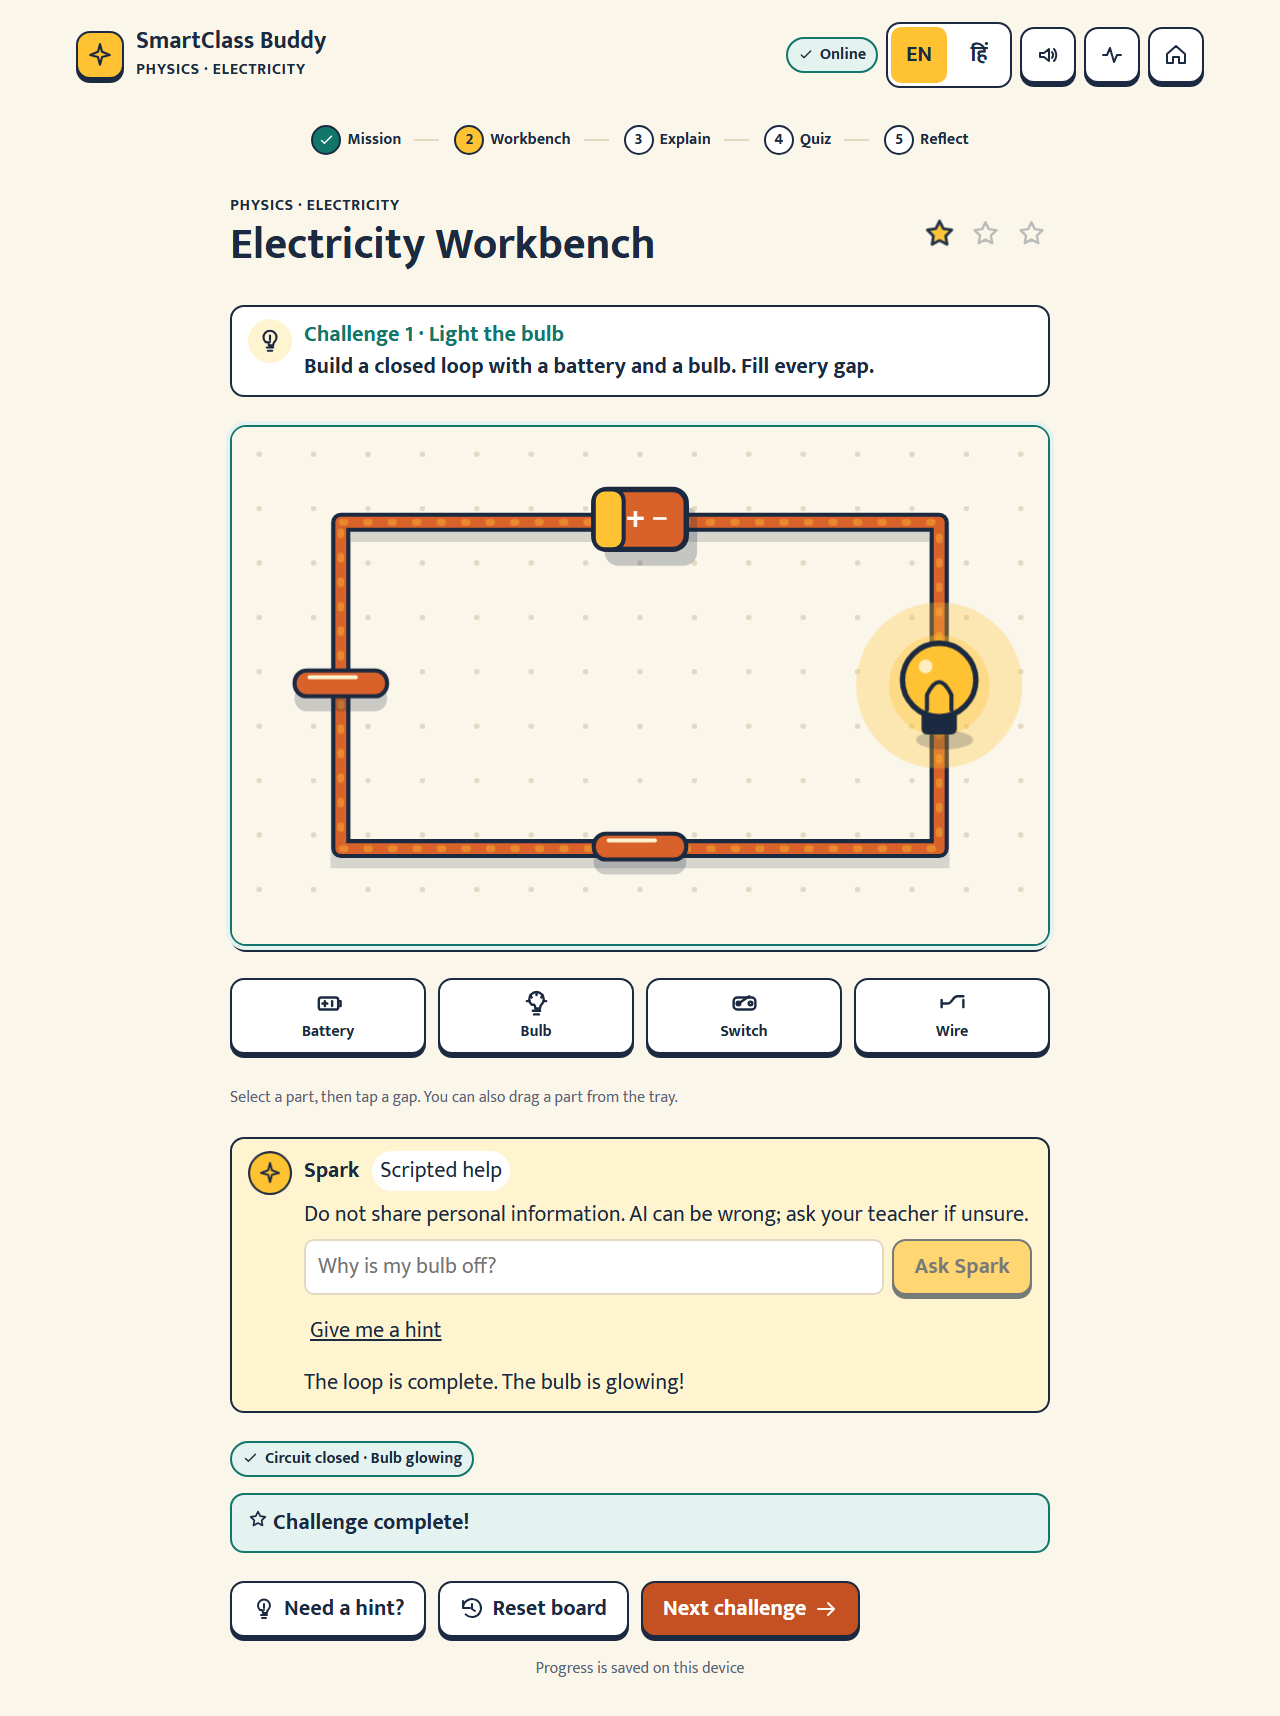 SmartClass Buddy
PHYSICS · ELECTRICITY
Online
EN
हिं
Mission
2 Workbench
3 Explain
4 Quiz
5 Reflect
PHYSICS · ELECTRICITY
Electricity Workbench
Challenge 1 · Light the bulb
Build a closed loop with a battery and a bulb. Fill every gap.
+ −
Battery
Bulb
Switch
Wire
Select a part, then tap a gap. You can also drag a part from the tray.
Spark Scripted help
Do not share personal information. AI can be wrong; ask your teacher if unsure.
Why is my bulb off?
Ask Spark
Give me a hint
The loop is complete. The bulb is glowing!
Circuit closed · Bulb glowing
Challenge complete!
Need a hint?
Reset board
Next challenge →
Progress is saved on this device